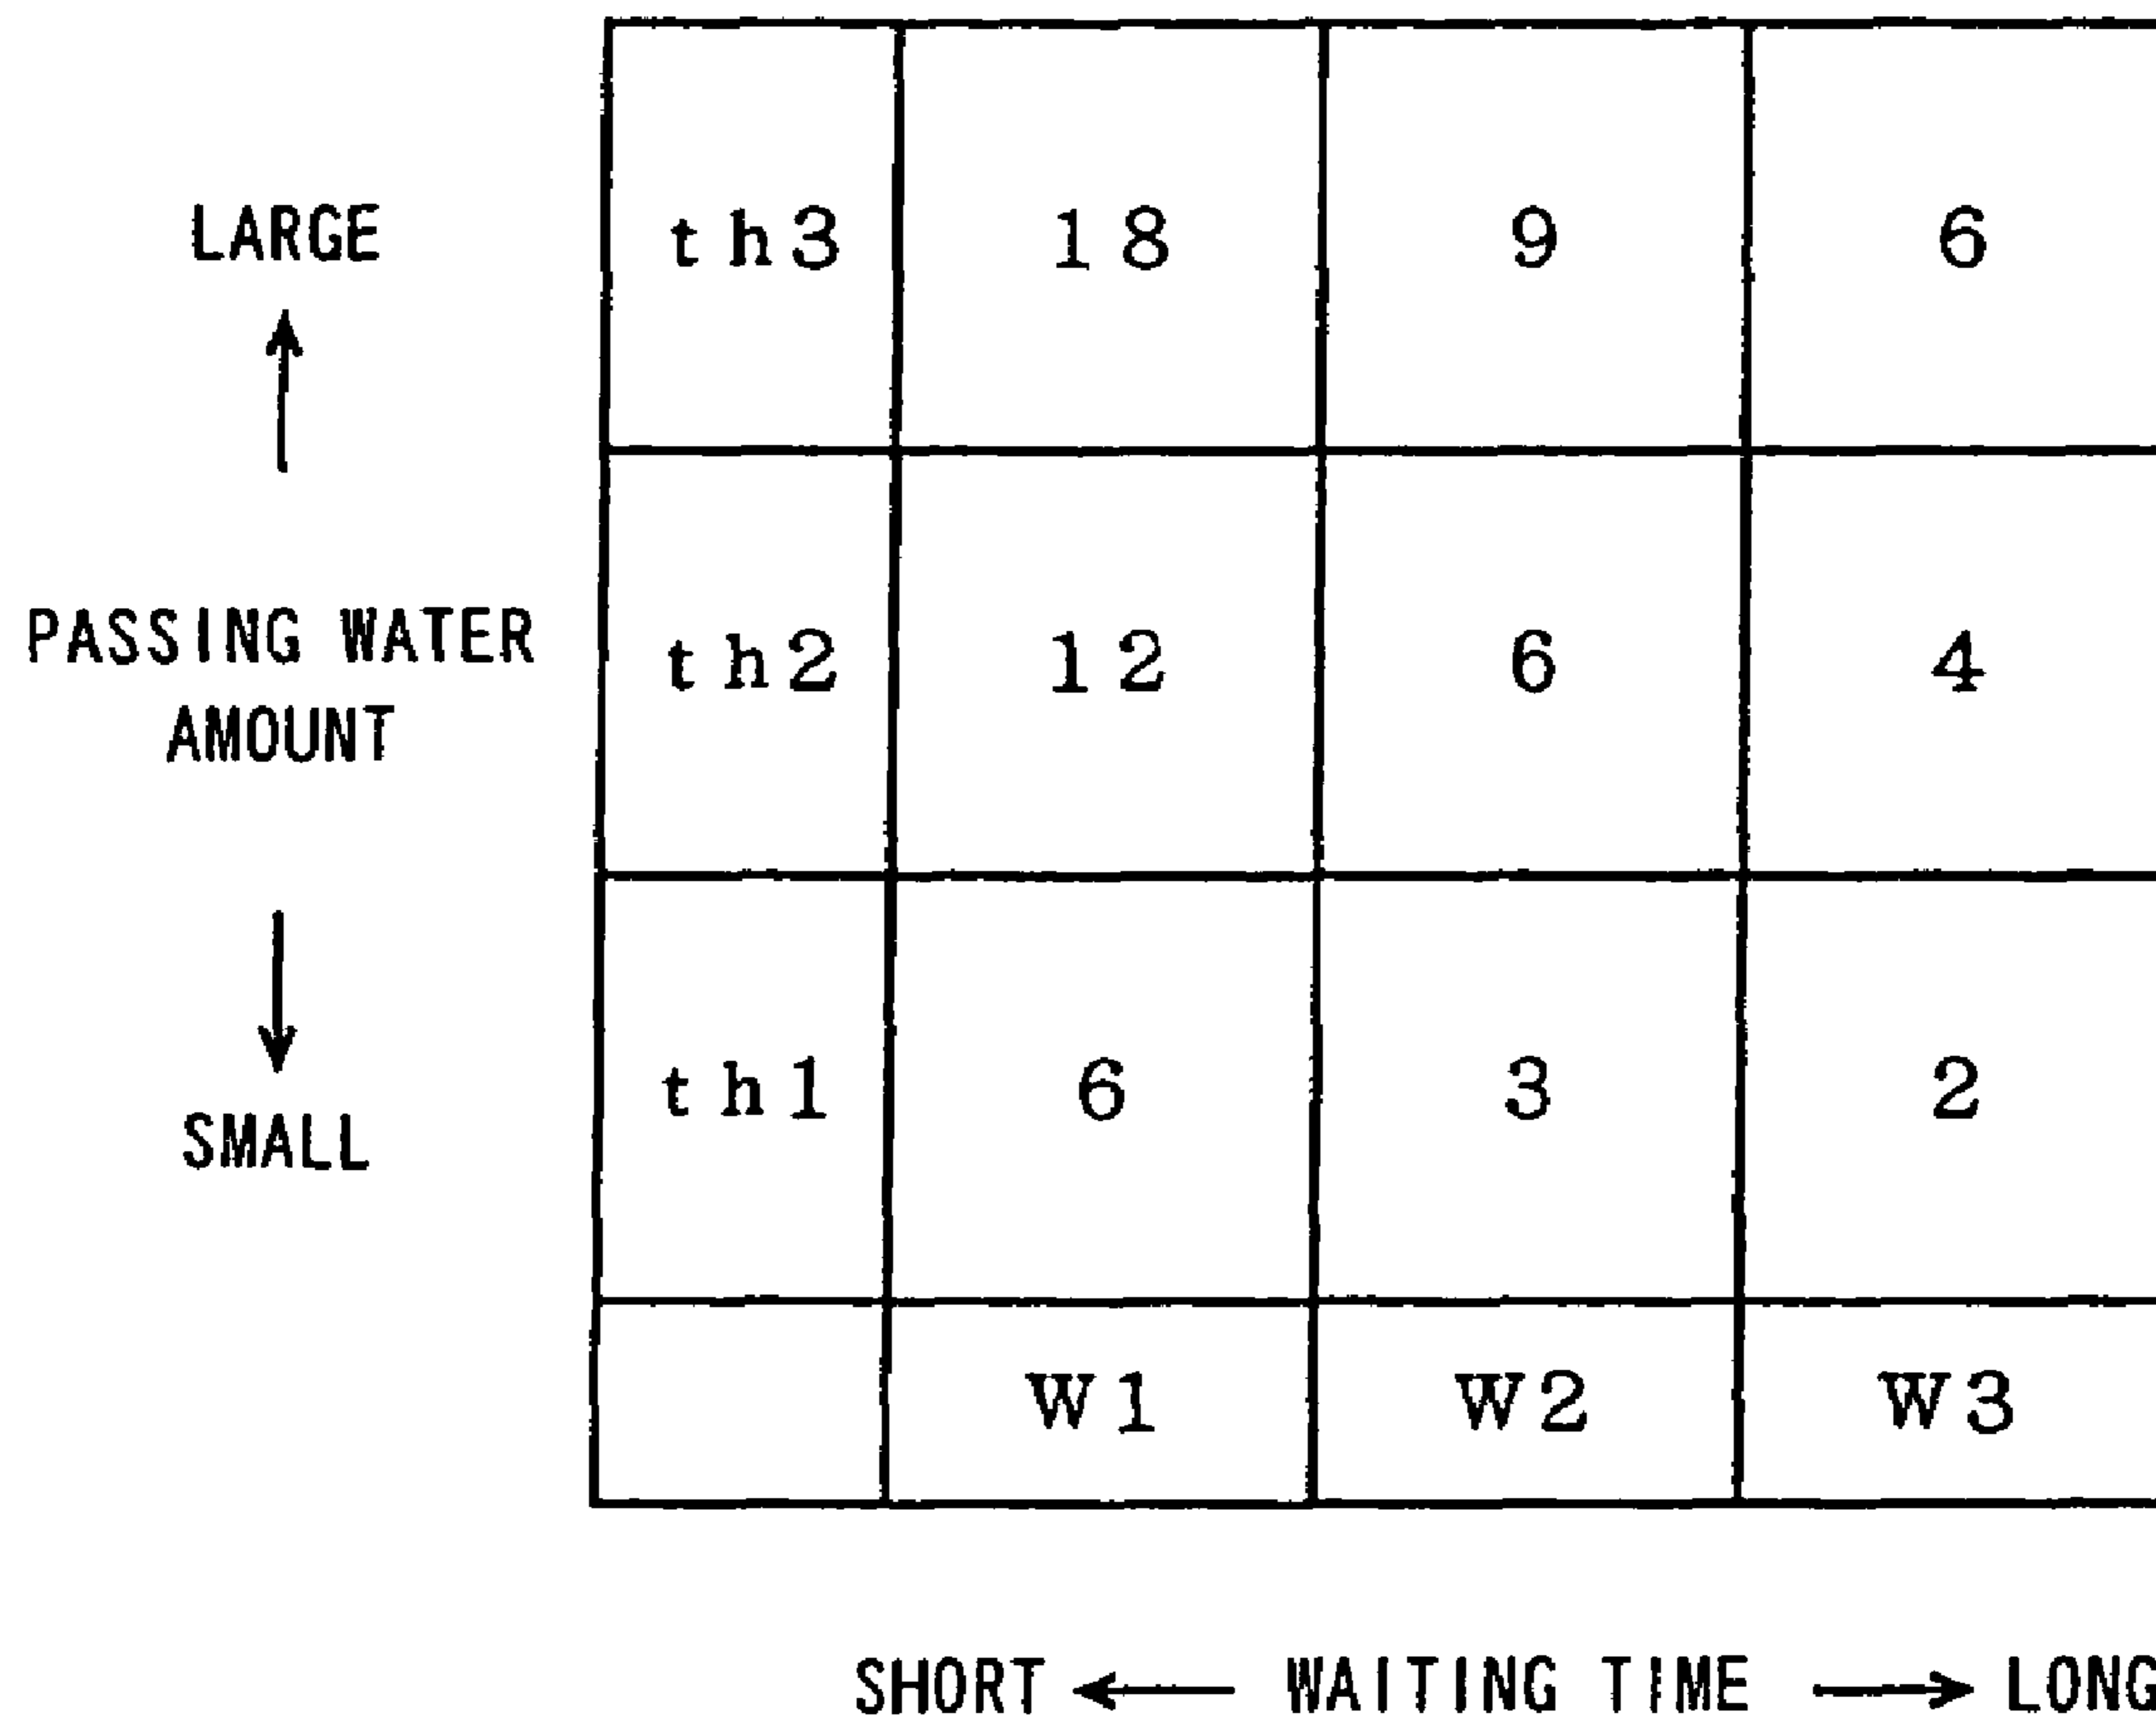 LARGE
PASSING WATER
AMOUNT
SMALL
th3 18 9 6
th2 12 6 4
th1 6 3 2
W1 W2 W3
SHORT WAITING TIME LONG